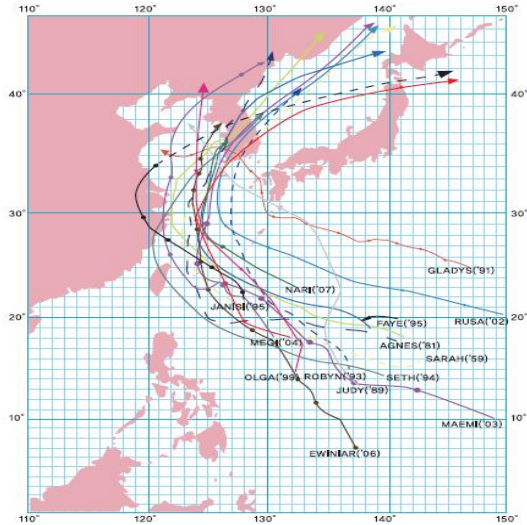 110° 120° 130° 140° 150°
40°
40°
30°
30°
GLADYS('91)
NARI('07)
JANIS('95)
20°
FAYE('95)
RUSA('02)
20°
MEGI('04)
AGNES('81)
SARAH('59)
OLGA('99)
ROBYN('93)
SETH('94)
JUDY('89)
10°
MAEMI('03)
10°
EWINIAR('06)
110° 120° 130° 140° 150°